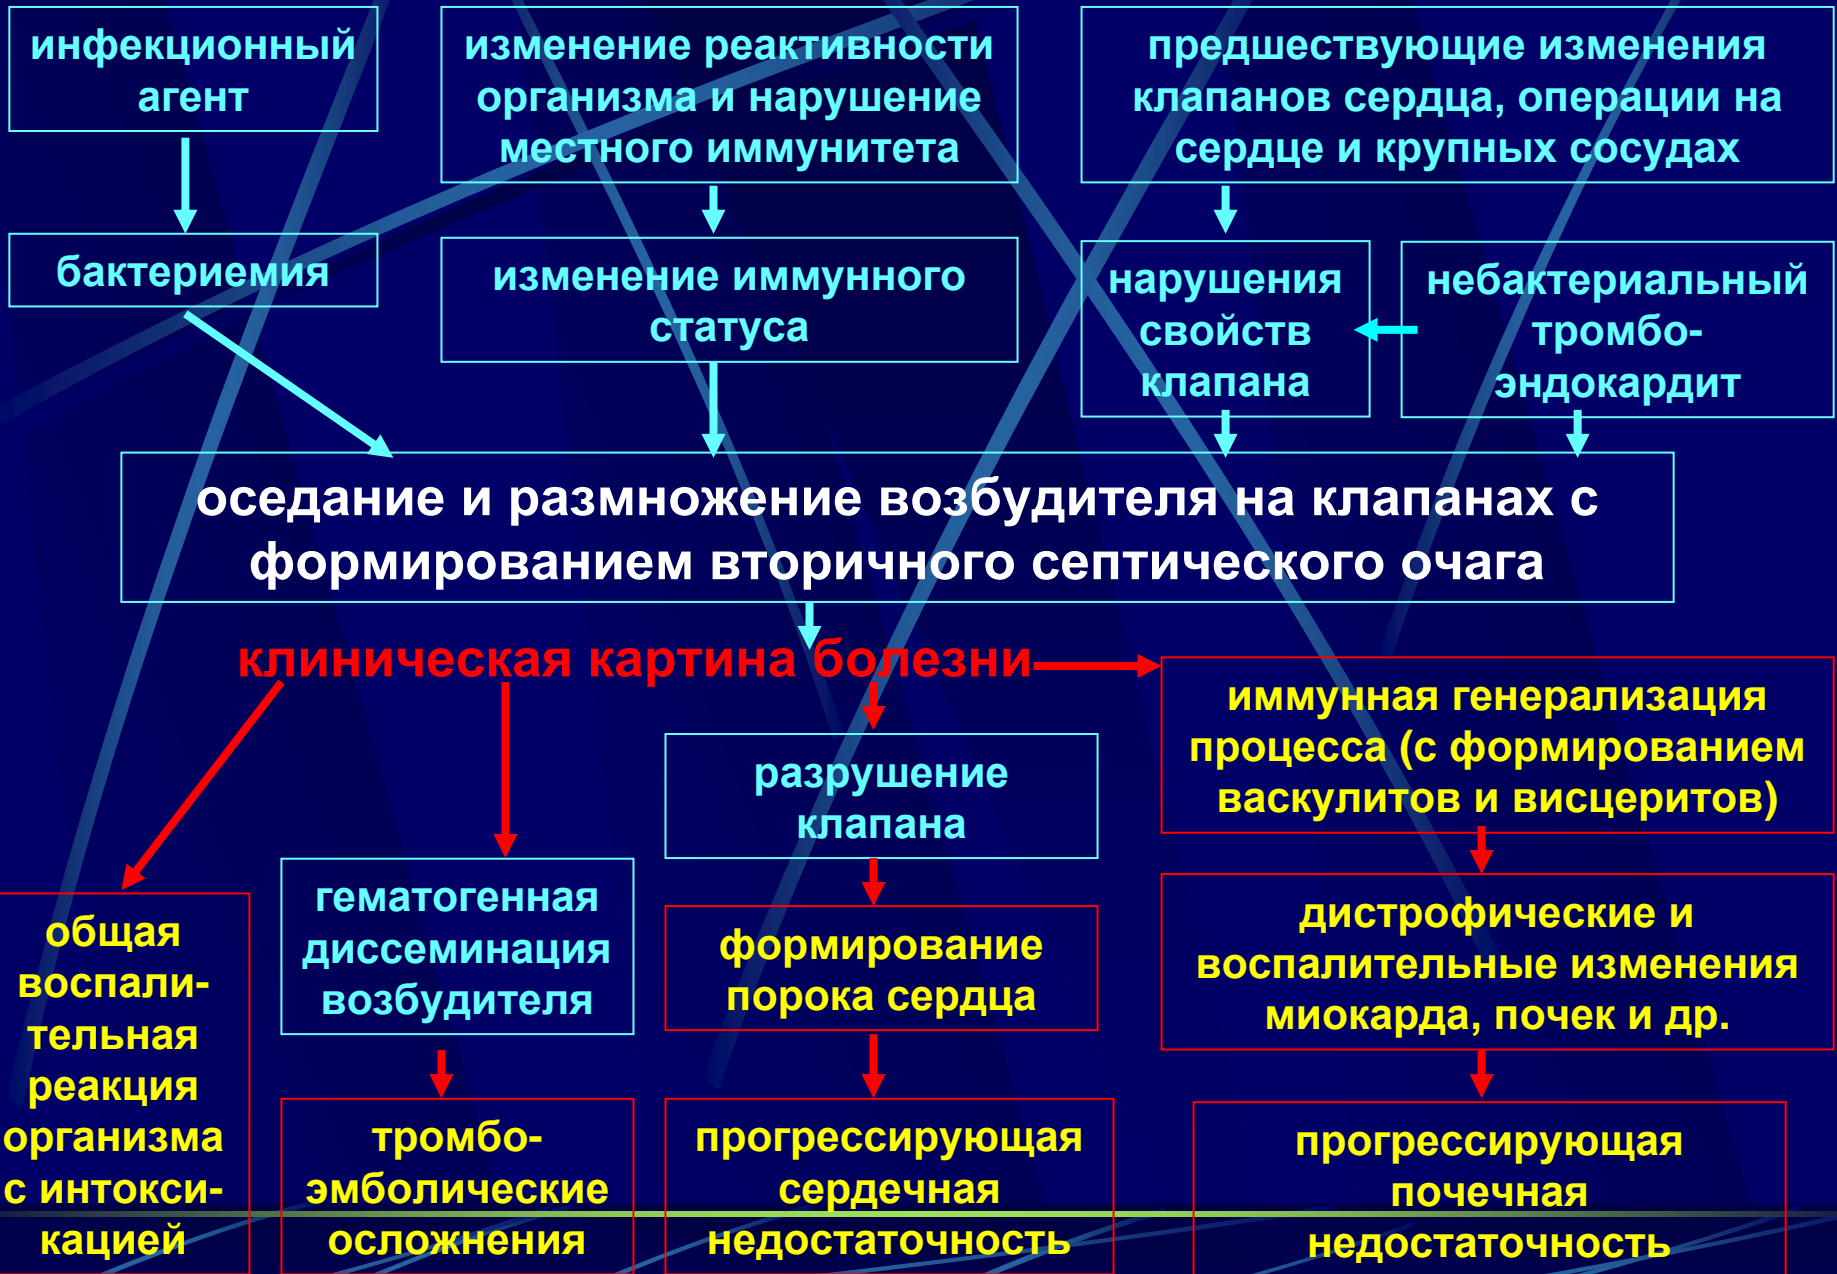 инфекционный
агент
изменение реактивности
организма и нарушение
местного иммунитета
предшествующие изменения
клапанов сердца, операции на
сердце и крупных сосудах
бактериемия
изменение иммунного
статуса
нарушения
свойств
клапана
небактериальный
тромбо-
эндокардит
оседание и размножение возбудителя на клапанах с
формированием вторичного септического очага
клиническая картина болезни
общая
воспали-
тельная
реакция
организма
с интокси-
кацией
гематогенная
диссеминация
возбудителя
тромбо-
эмболические
осложнения
разрушение
клапана
формирование
порока сердца
прогрессирующая
сердечная
недостаточность
иммунная генерализация
процесса (с формированием
васкулитов и висцеритов)
дистрофические и
воспалительные изменения
миокарда, почек и др.
прогрессирующая
почечная
недостаточность